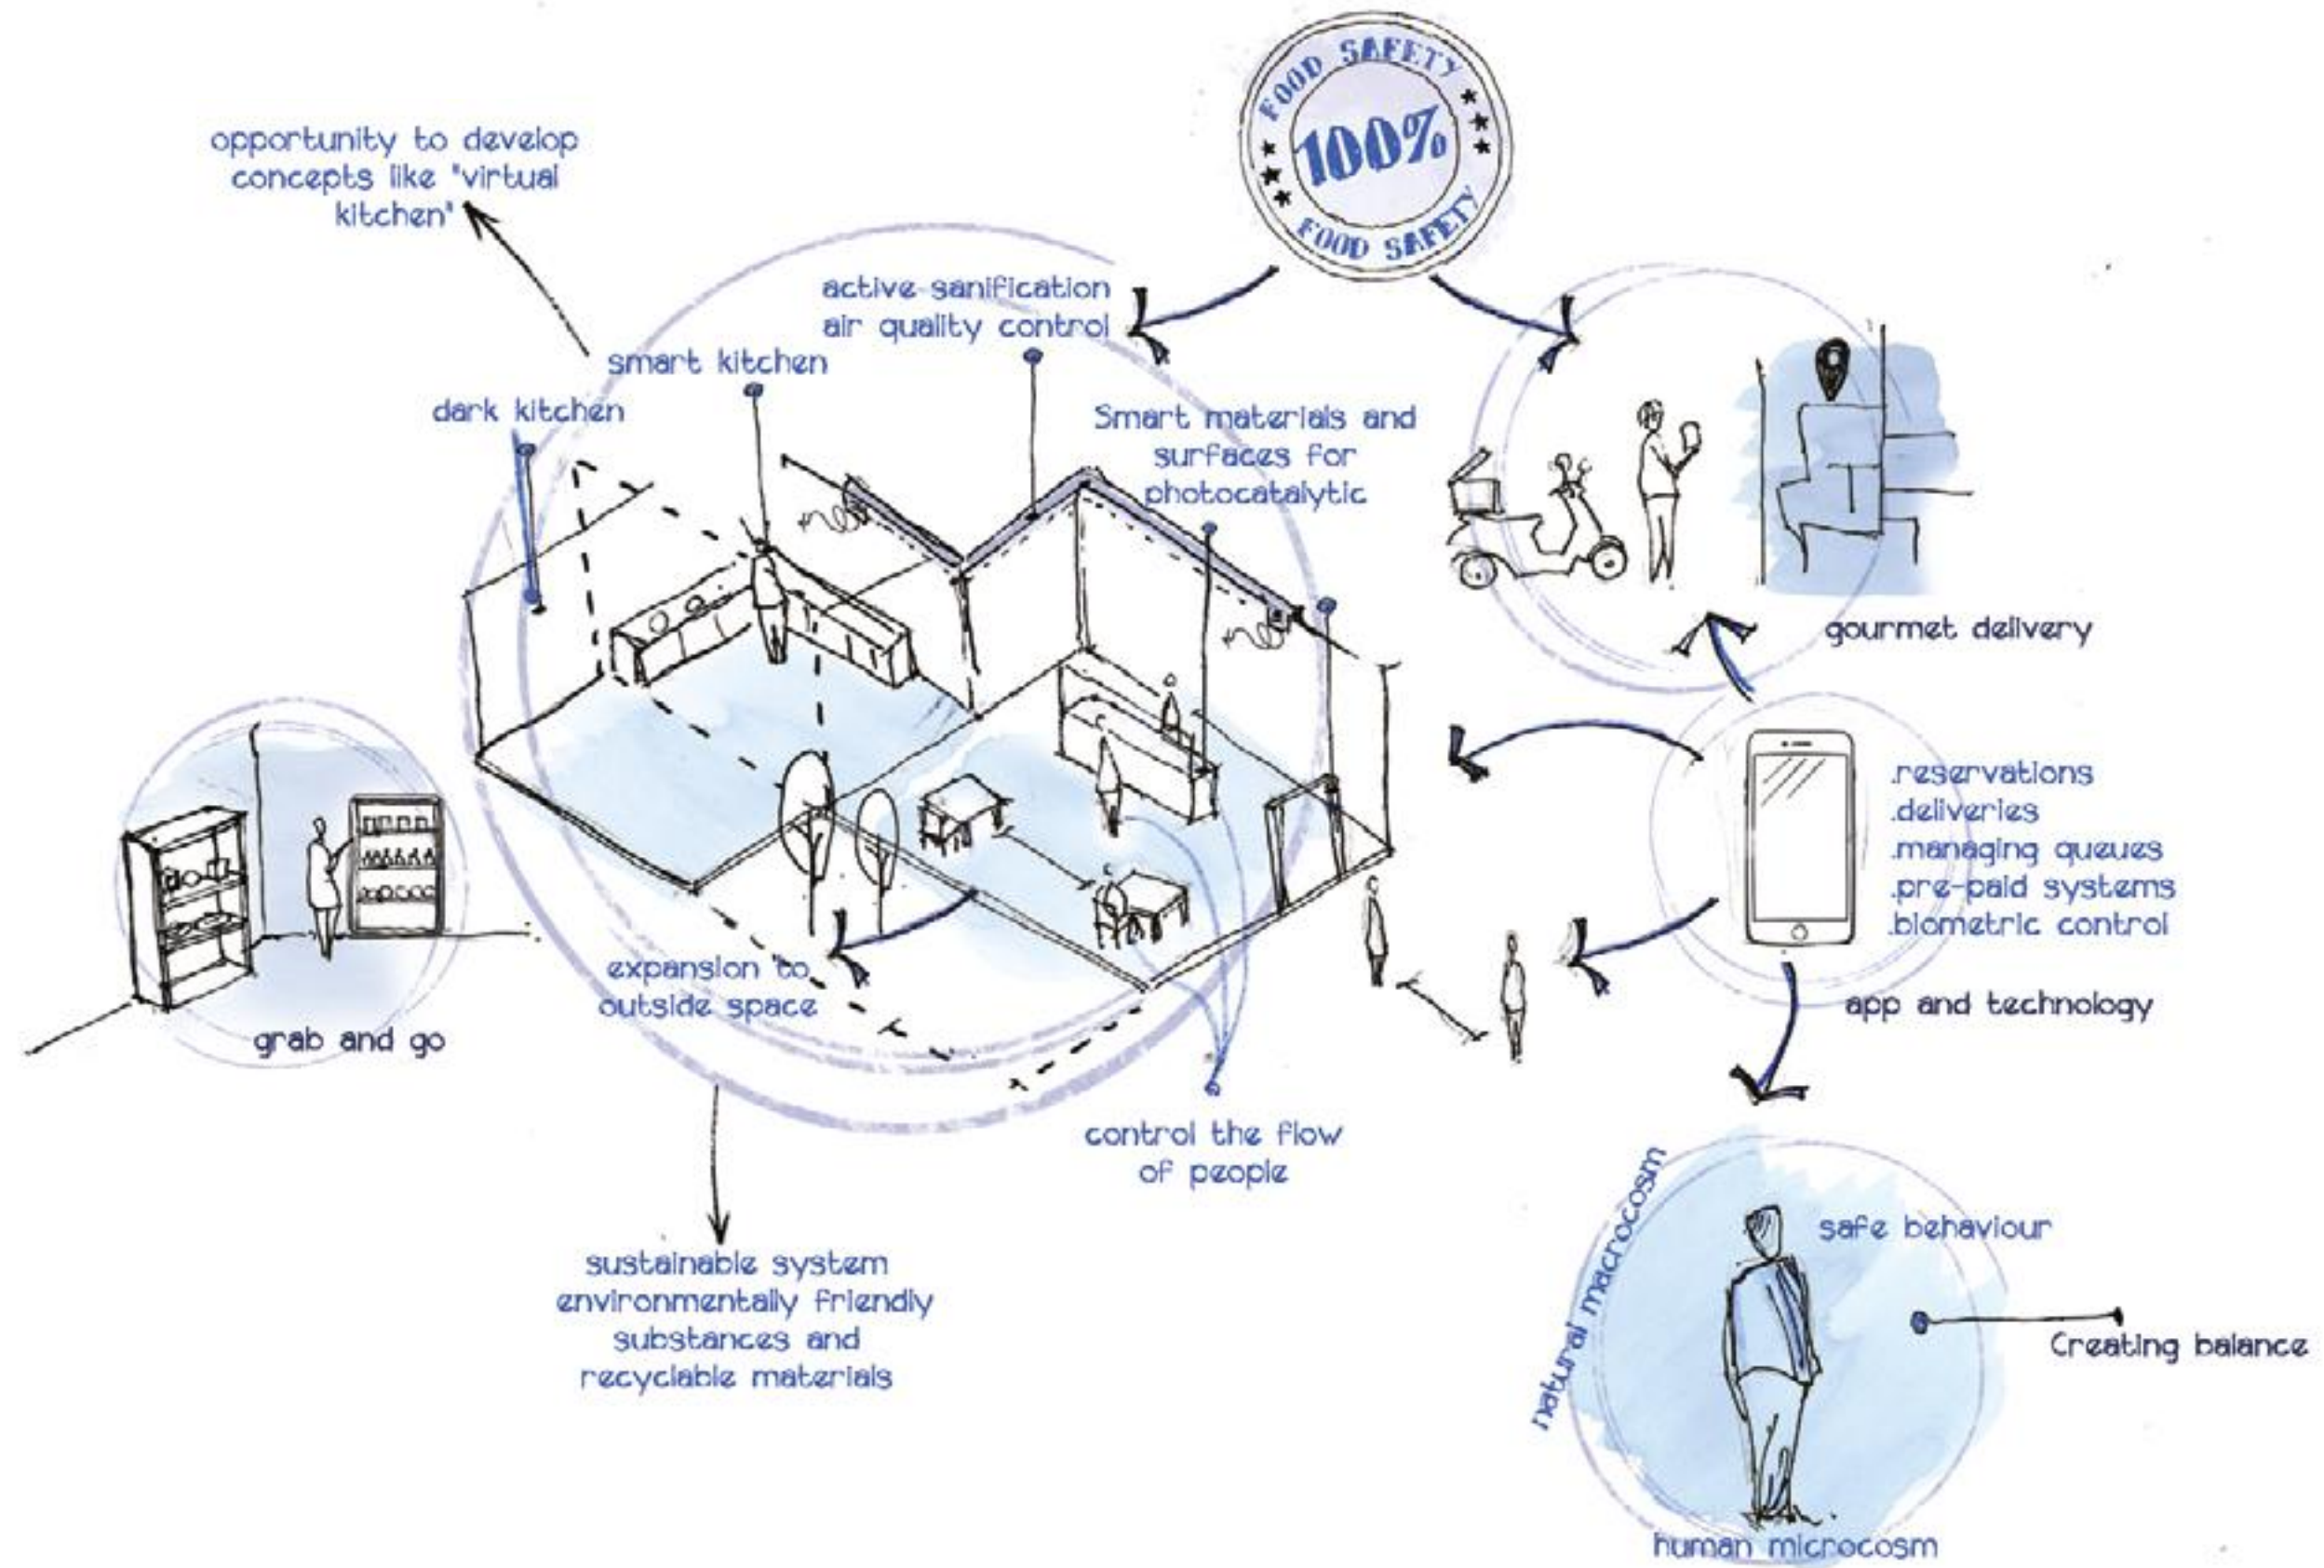 FOOD SAFETY
100%
FOOD SAFETY
opportunity to develop
concepts like "virtual
kitchen"
active sanification
air quality control
smart kitchen
dark kitchen
Smart materials and
surfaces for
photocatalytic
gourmet delivery
.reservations
.deliveries
.managing queues
.pre-paid systems
.biometric control
app and technology
expansion to
outside space
grab and go
control the flow
of people
sustainable system
environmentally friendly
substances and
recyclable materials
natural macrocosm
safe behaviour
Creating balance
human microcosm